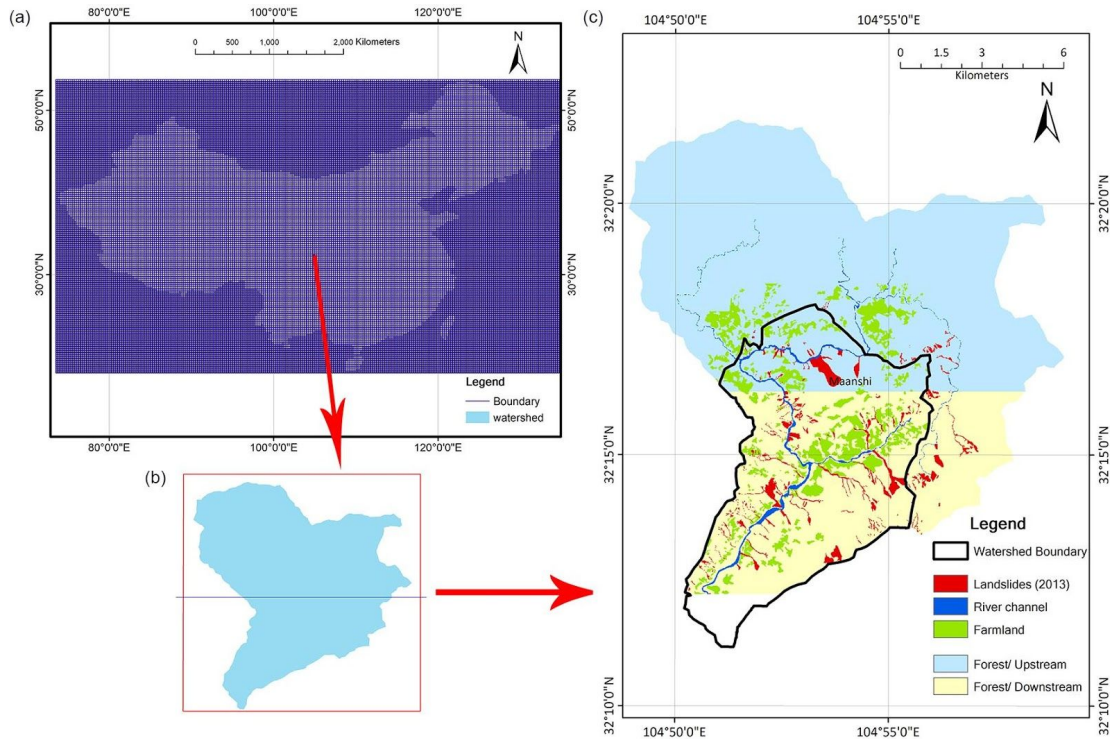 (a)
80°0'0"E 100°0'0"E 120°0'0"E
0 500 1,000 2,000 Kilometers
N
50°0'0"N
50°0'0"N
30°0'0"N
30°0'0"N
Legend
Boundary
watershed
80°0'0"E 100°0'0"E 120°0'0"E
(b)
(c)
104°50'0"E 104°55'0"E
0 1.5 3 6
Kilometers
N
32°20'0"N
32°20'0"N
Maanshi
32°15'0"N
32°15'0"N
Legend
Watershed Boundary
Landslides (2013)
River channel
Farmland
Forest/ Upstream
Forest/ Downstream
32°10'0"N
32°10'0"N
104°50'0"E 104°55'0"E